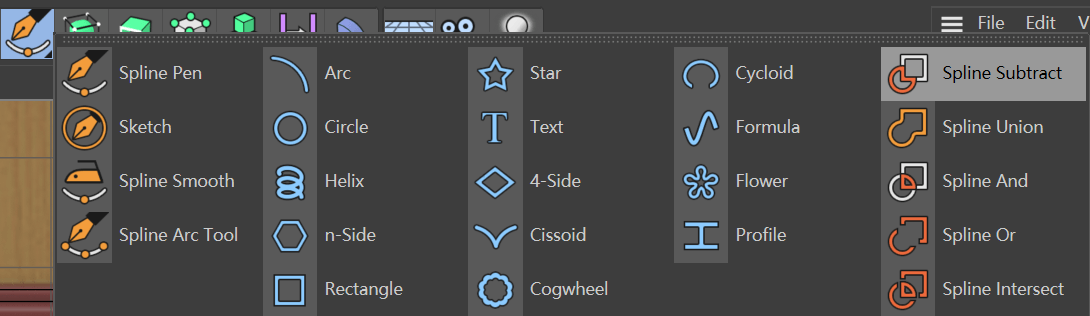 File Edit V
Spline Pen
Sketch
Spline Smooth
Spline Arc Tool
Arc
Circle
Helix
n-Side
Rectangle
Star
Text
4-Side
Cissoid
Cogwheel
Cycloid
Formula
Flower
Profile
Spline Subtract
Spline Union
Spline And
Spline Or
Spline Intersect